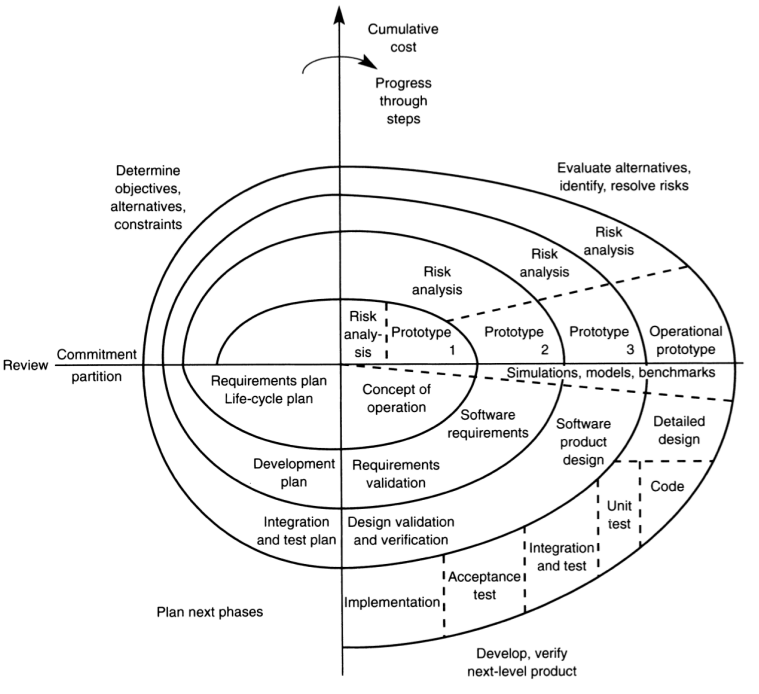 Cumulative
cost
Progress
through
steps
Determine
objectives,
alternatives,
constraints
Evaluate alternatives,
identify, resolve risks
Risk
analysis
Risk
analysis
Risk
analysis
Risk
analy-
sis
Prototype
1
Prototype
2
Prototype
3
Operational
prototype
Review
Commitment
partition
Simulations, models, benchmarks
Requirements plan
Life-cycle plan
Concept of
operation
Software
requirements
Software
product
design
Detailed
design
Development
plan
Requirements
validation
Code
Unit
test
Integration
and test plan
Design validation
and verification
Integration
and test
Acceptance
test
Implementation
Plan next phases
Develop, verify
next-level product